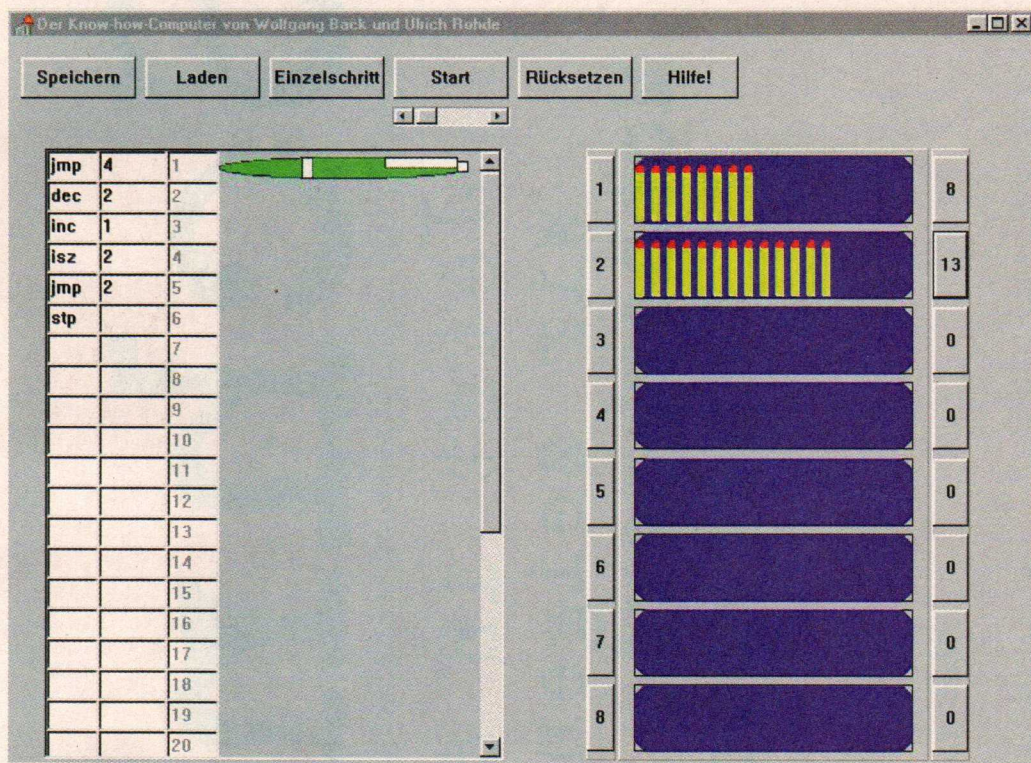 Der Know-how-Computer von Wolfgang Back und Ulrich Rohde
Speichern Laden Einzelschritt Start Rücksetzen Hilfe!
jmp 4 1
dec 2 2
inc 1 3
isz 2 4
jmp 2 5
stp 6
7
8
9
10
11
12
13
14
15
16
17
18
19
20
1 8
2 13
3 0
4 0
5 0
6 0
7 0
8 0